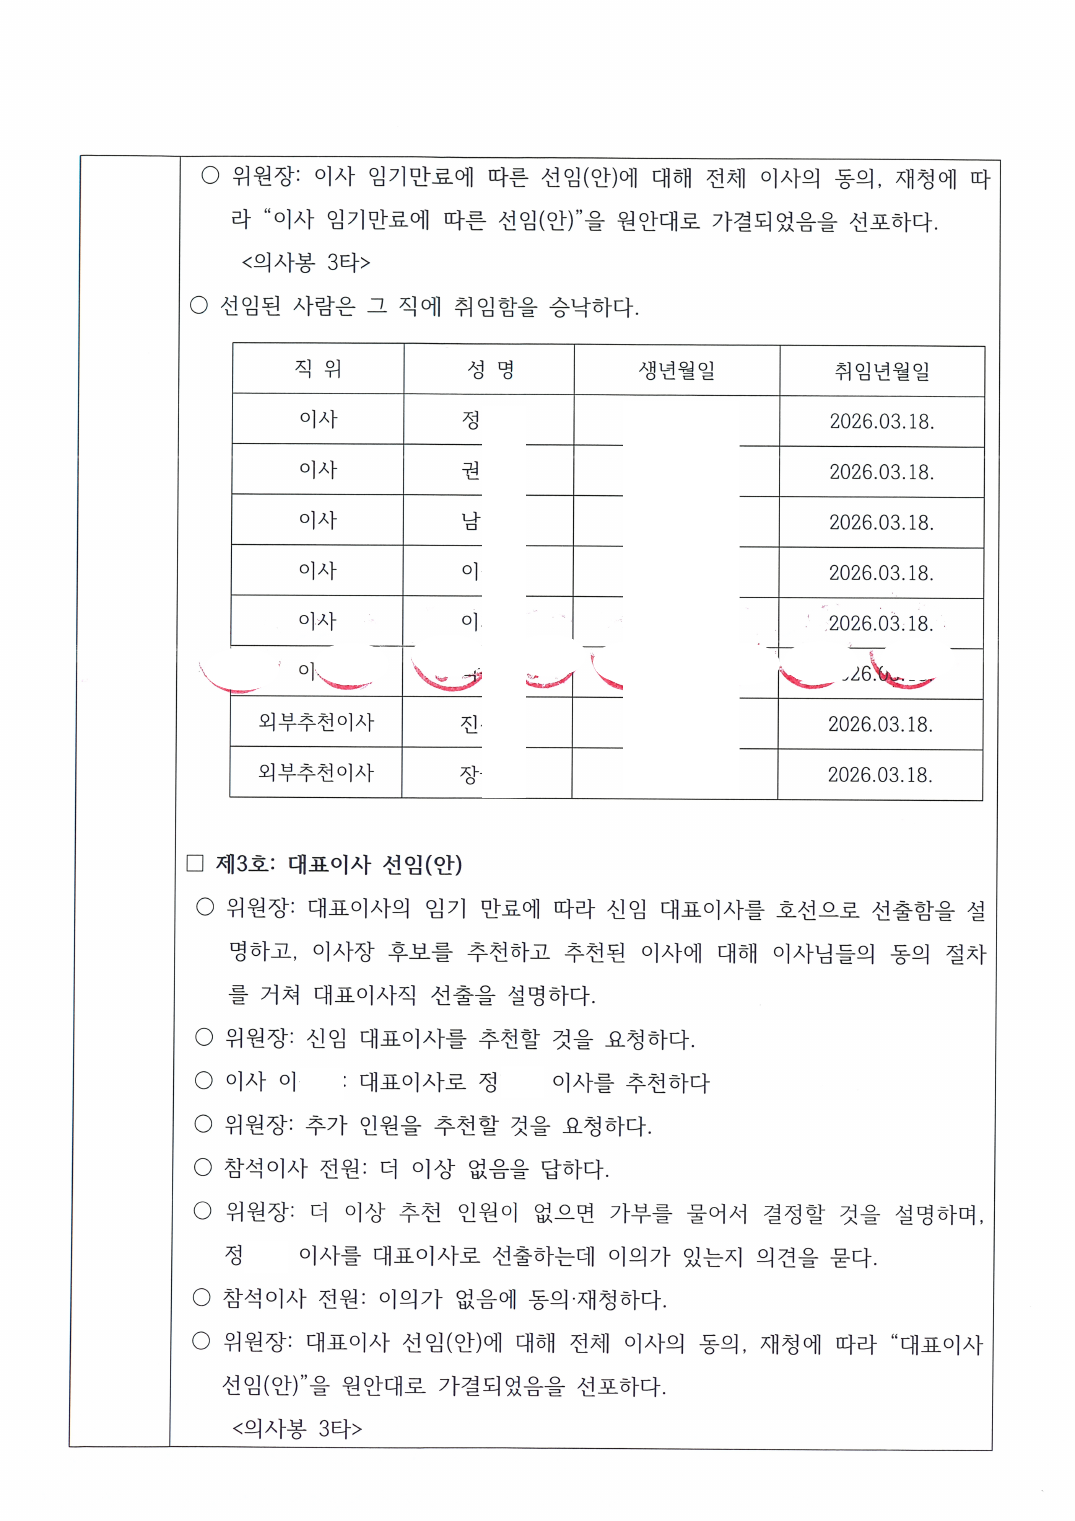 ○ 위원장: 이사 임기만료에 따른 선임(안)에 대해 전체 이사의 동의, 재청에 따
라 “이사 임기만료에 따른 선임(안)”을 원안대로 가결되었음을 선포하다.
<의사봉 3타>
○ 선임된 사람은 그 직에 취임함을 승낙하다.
직 위 성 명 생년월일 취임년월일
이사 정 2026.03.18.
이사 권 2026.03.18.
이사 남 2026.03.18.
이사 이 2026.03.18.
이사 이 2026.03.18.
이
외부추천이사 진 2026.03.18.
외부추천이사 장 2026.03.18.
□ 제3호: 대표이사 선임(안)
○ 위원장: 대표이사의 임기 만료에 따라 신임 대표이사를 호선으로 선출함을 설
명하고, 이사장 후보를 추천하고 추천된 이사에 대해 이사님들의 동의 절차
를 거쳐 대표이사직 선출을 설명하다.
○ 위원장: 신임 대표이사를 추천할 것을 요청하다.
○ 이사 이 : 대표이사로 정 이사를 추천하다
○ 위원장: 추가 인원을 추천할 것을 요청하다.
○ 참석이사 전원: 더 이상 없음을 답하다.
○ 위원장: 더 이상 추천 인원이 없으면 가부를 물어서 결정할 것을 설명하며,
정 이사를 대표이사로 선출하는데 이의가 있는지 의견을 묻다.
○ 참석이사 전원: 이의가 없음에 동의·재청하다.
○ 위원장: 대표이사 선임(안)에 대해 전체 이사의 동의, 재청에 따라 “대표이사
선임(안)”을 원안대로 가결되었음을 선포하다.
<의사봉 3타>